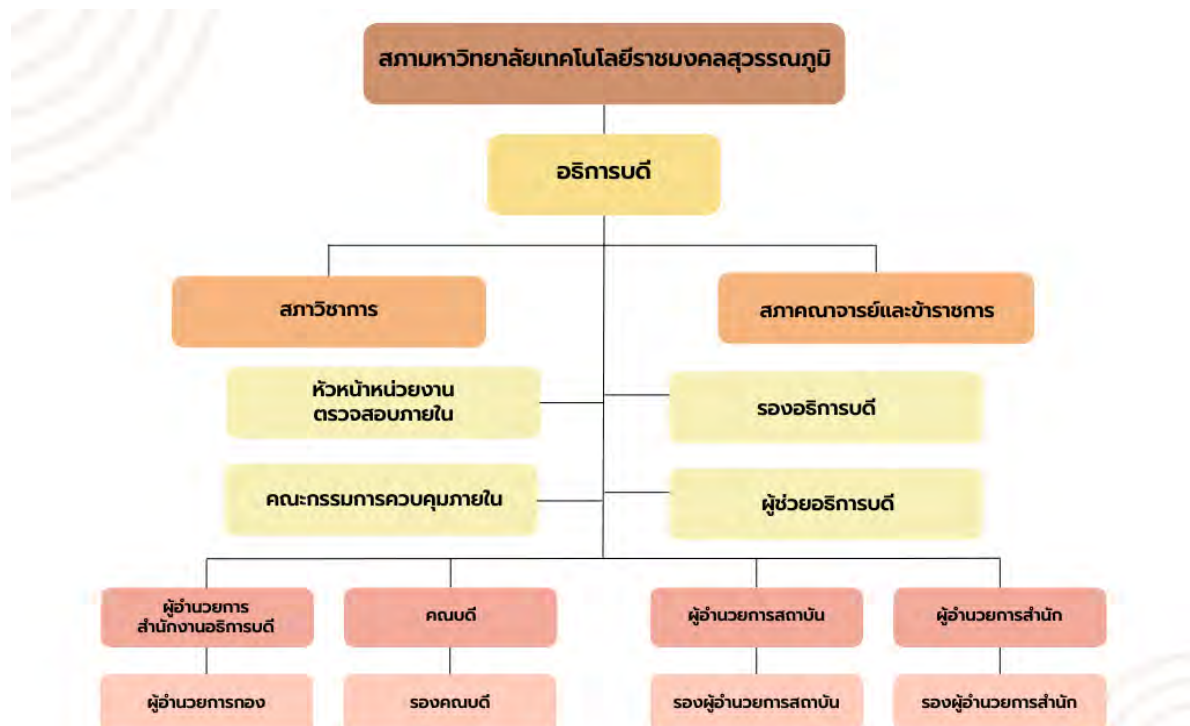 สภามหาวิทยาลัยเทคโนโลยีราชมงคลสุวรรณภูมิ
อธิการบดี
สภาวิชาการ
สภาคณาจารย์และข้าราชการ
หัวหน้าหน่วยงาน
ตรวจสอบภายใน
รองอธิการบดี
คณะกรรมการควบคุมภายใน
ผู้ช่วยอธิการบดี
ผู้อำนวยการ
สำนักงานอธิการบดี
คณบดี
ผู้อำนวยการสถาบัน
ผู้อำนวยการสำนัก
ผู้อำนวยการกอง
รองคณบดี
รองผู้อำนวยการสถาบัน
รองผู้อำนวยการสำนัก